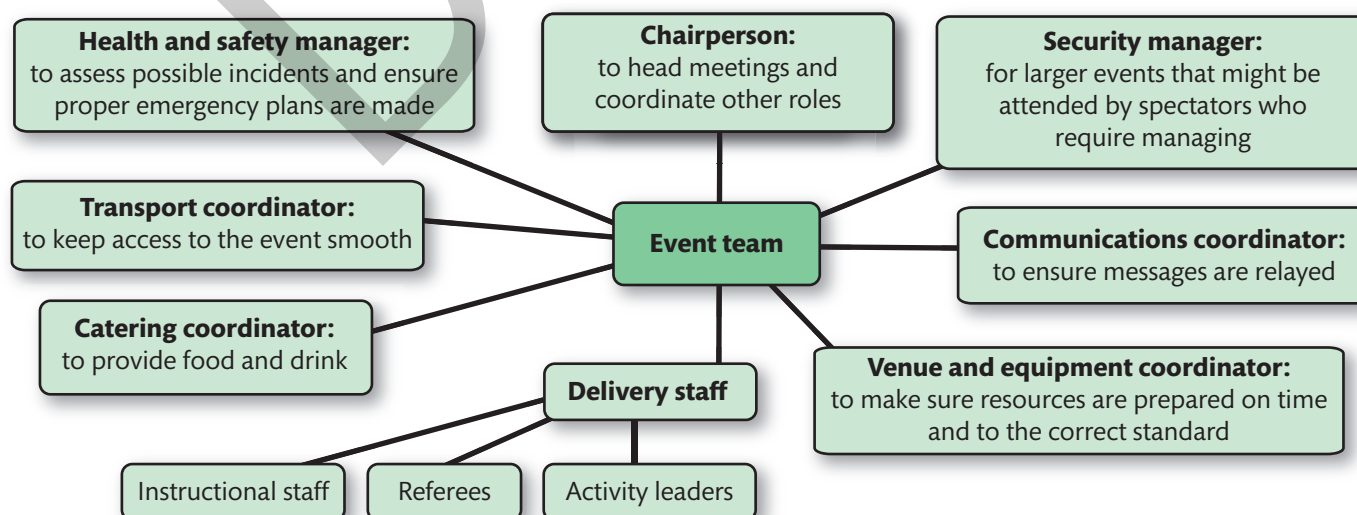 Health and safety manager:
to assess possible incidents and ensure
proper emergency plans are made
Chairperson:
to head meetings and
coordinate other roles
Security manager:
for larger events that might be
attended by spectators who
require managing
Transport coordinator:
to keep access to the event smooth
Event team
Communications coordinator:
to ensure messages are relayed
Catering coordinator:
to provide food and drink
Delivery staff
Venue and equipment coordinator:
to make sure resources are prepared on time
and to the correct standard
Instructional staff
Referees
Activity leaders